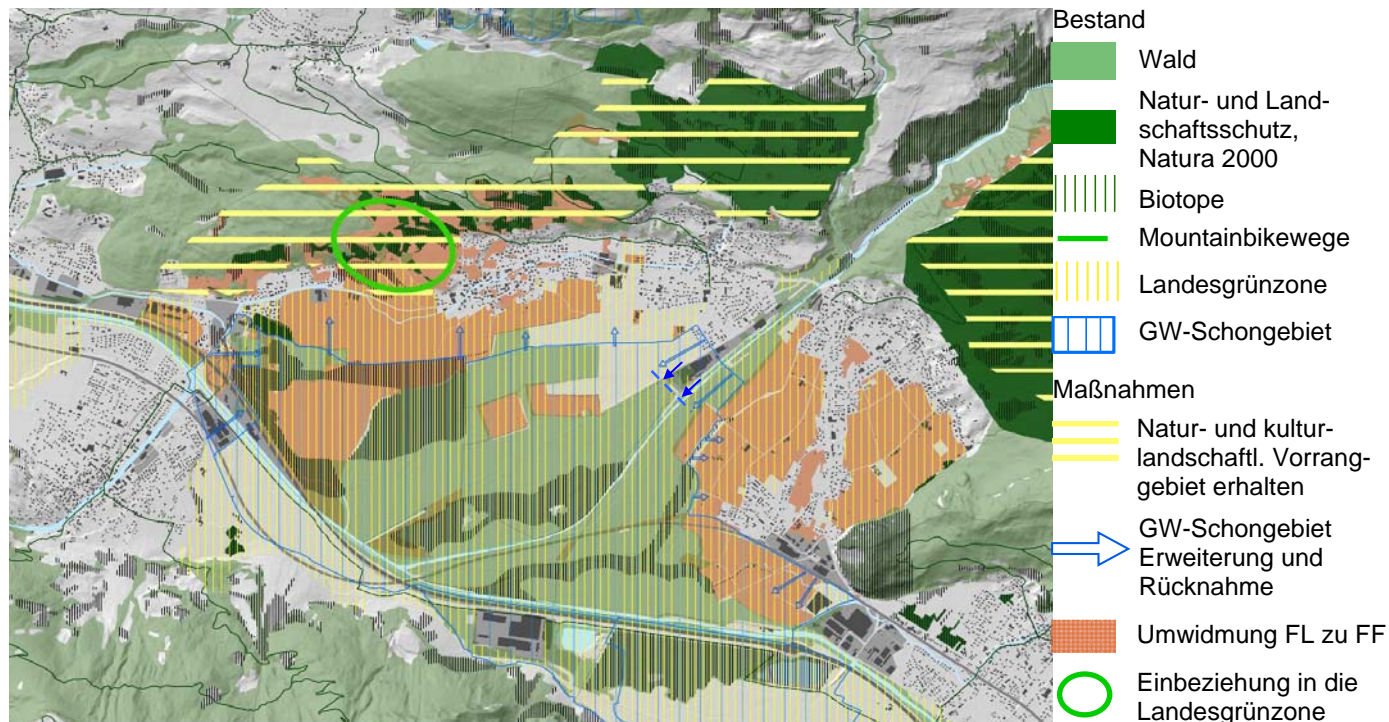 Bestand
Wald
Natur- und Land-
schaftsschutz,
Natura 2000
Biotope
Mountainbikewege
Landesgrünzone
GW-Schongebiet
Maßnahmen
Natur- und kultur-
landschaftl. Vorrang-
gebiet erhalten
GW-Schongebiet
Erweiterung und
Rücknahme
Umwidmung FL zu FF
Einbeziehung in die
Landesgrünzone